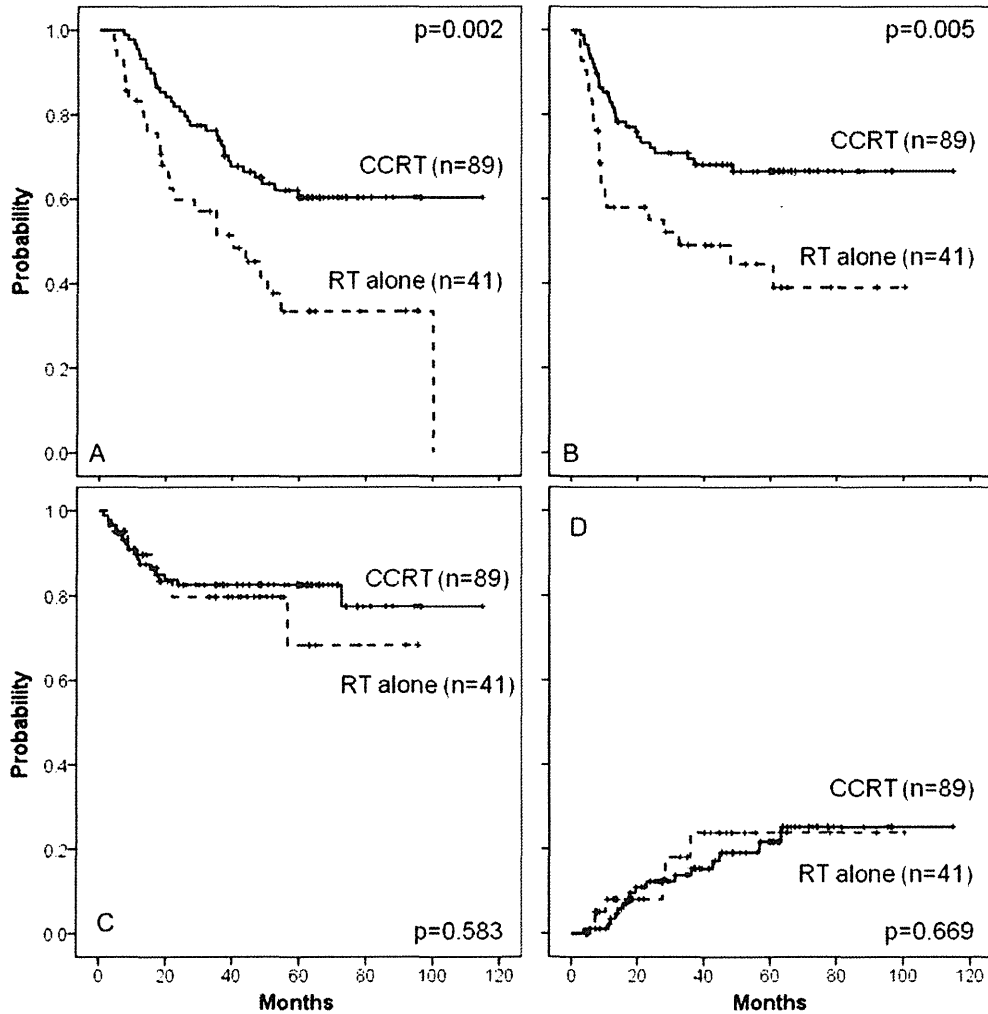 p=0.002
p=0.005
1.0
0.8
0.6
0.4
0.2
0.0
Probability
CCRT (n=89)
RT alone (n=41)
A
CCRT (n=89)
RT alone (n=41)
B
1.0
0.8
0.6
0.4
0.2
0.0
Probability
CCRT (n=89)
RT alone (n=41)
C
p=0.583
D
CCRT (n=89)
RT alone (n=41)
p=0.669
0 20 40 60 80 100 120
0 20 40 60 80 100 120
Months
Months